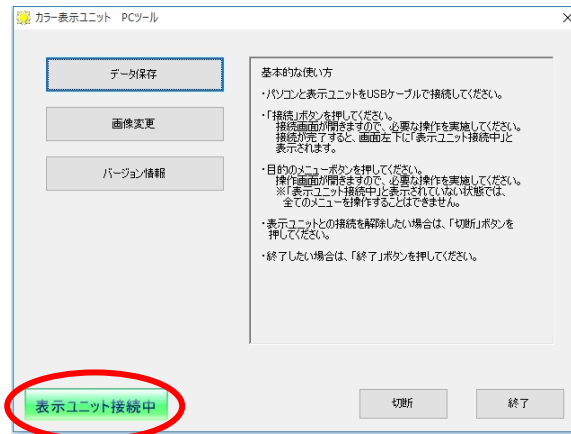 カラー表示ユニット PCツール
データ保存
画像変更
バージョン情報
基本的な使い方
・パソコンと表示ユニットをUSBケーブルで接続してください。
・「接続」ボタンを押してください。
接続画面が開きますので、必要な操作を実施してください。
接続が完了すると、画面左下に「表示ユニット接続中」と
表示されます。
・目的のメニューボタンを押してください。
操作画面が開きますので、必要な操作を実施してください。
※「表示ユニット接続中」と表示されていない状態では、
全てのメニューを操作することはできません。
・表示ユニットとの接続を解除したい場合は、「切断」ボタンを
押してください。
・終了したい場合は、「終了」ボタンを押してください。
表示ユニット接続中
切断
終了